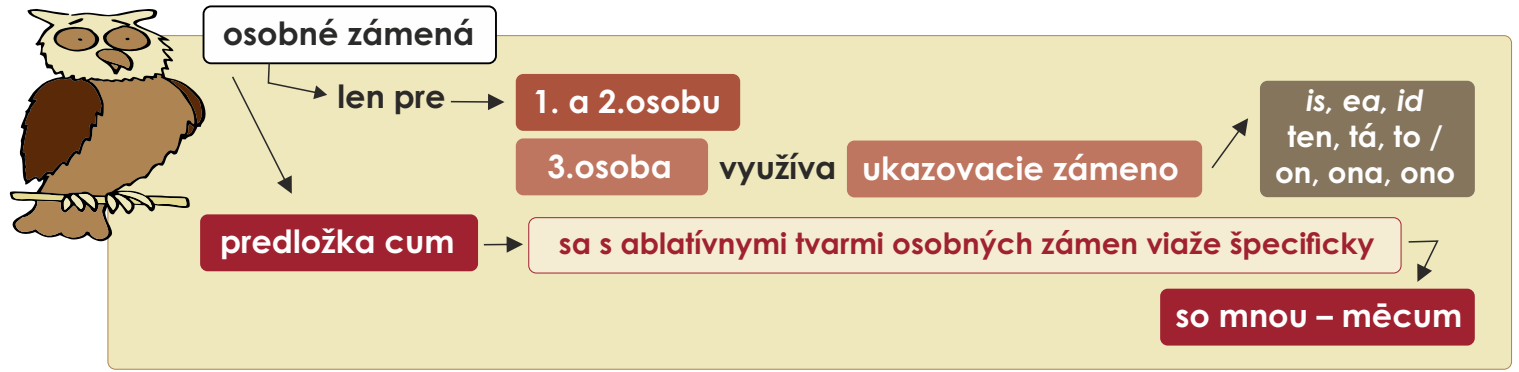 osobné zámená
len pre
1. a 2.osobu
3.osoba využíva ukazovacie zámeno
is, ea, id
ten, tá, to /
on, ona, ono
predložka cum
sa s ablatívnymi tvarmi osobných zámen viaže špecificky
so mnou – mēcum